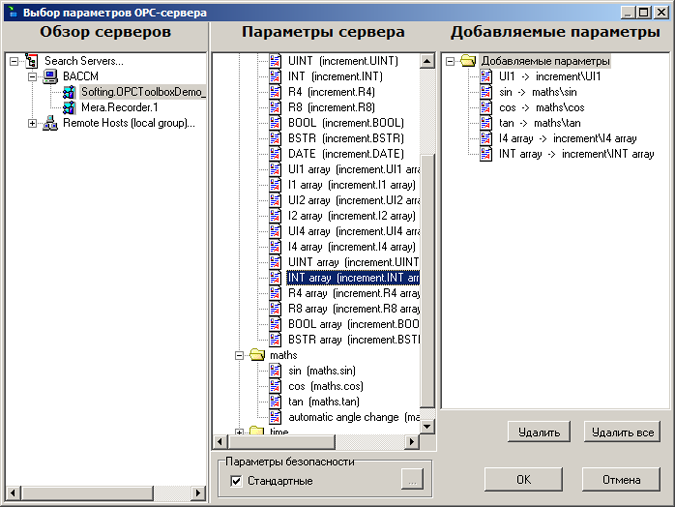 Выбор параметров ОРС-сервера
Обзор серверов
Search Servers...
BACCM
Softing.OPCToolboxDemo_
Mera.Recorder.1
Remote Hosts (local group)...
Параметры сервера
UINT (increment.UINT)
INT (increment.INT)
R4 (increment.R4)
R8 (increment.R8)
BOOL (increment.BOOL)
BSTR (increment.BSTR)
DATE (increment.DATE)
UI1 array (increment.UI1 arra
I1 array (increment.I1 array)
UI2 array (increment.UI2 arra
I2 array (increment.I2 array)
UI4 array (increment.UI4 arra
I4 array (increment.I4 array)
UINT array (increment.UINT
INT array (increment.INT arr
R4 array (increment.R4 array
R8 array (increment.R8 array
BOOL array (increment.BOO
BSTR array (increment.BST
maths
sin (maths.sin)
cos (maths.cos)
tan (maths.tan)
automatic angle change (ma
time
Параметры безопасности
Стандартные
...
Добавляемые параметры
Добавляемые параметры
UI1 -> increment\UI1
sin -> maths\sin
cos -> maths\cos
tan -> maths\tan
I4 array -> increment\I4 array
INT array -> increment\INT array
Удалить
Удалить все
OK
Отмена